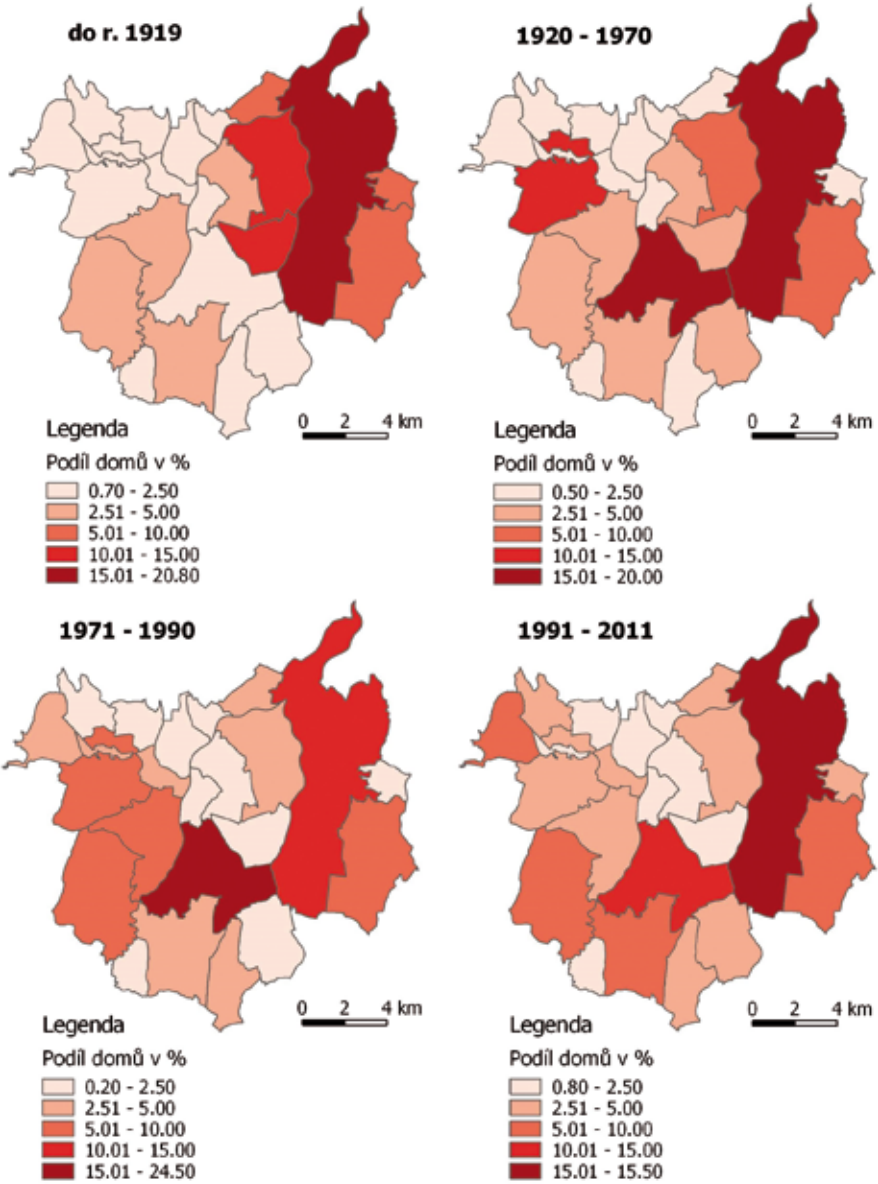 do r. 1919
1920 - 1970
0 2 4 km
Legenda
Podíl domů v %
0.70 - 2.50
2.51 - 5.00
5.01 - 10.00
10.01 - 15.00
15.01 - 20.80
0 2 4 km
Legenda
Podíl domů v %
0.50 - 2.50
2.51 - 5.00
5.01 - 10.00
10.01 - 15.00
15.01 - 20.00
1971 - 1990
1991 - 2011
0 2 4 km
Legenda
Podíl domů v %
0.20 - 2.50
2.51 - 5.00
5.01 - 10.00
10.01 - 15.00
15.01 - 24.50
0 2 4 km
Legenda
Podíl domů v %
0.80 - 2.50
2.51 - 5.00
5.01 - 10.00
10.01 - 15.00
15.01 - 15.50